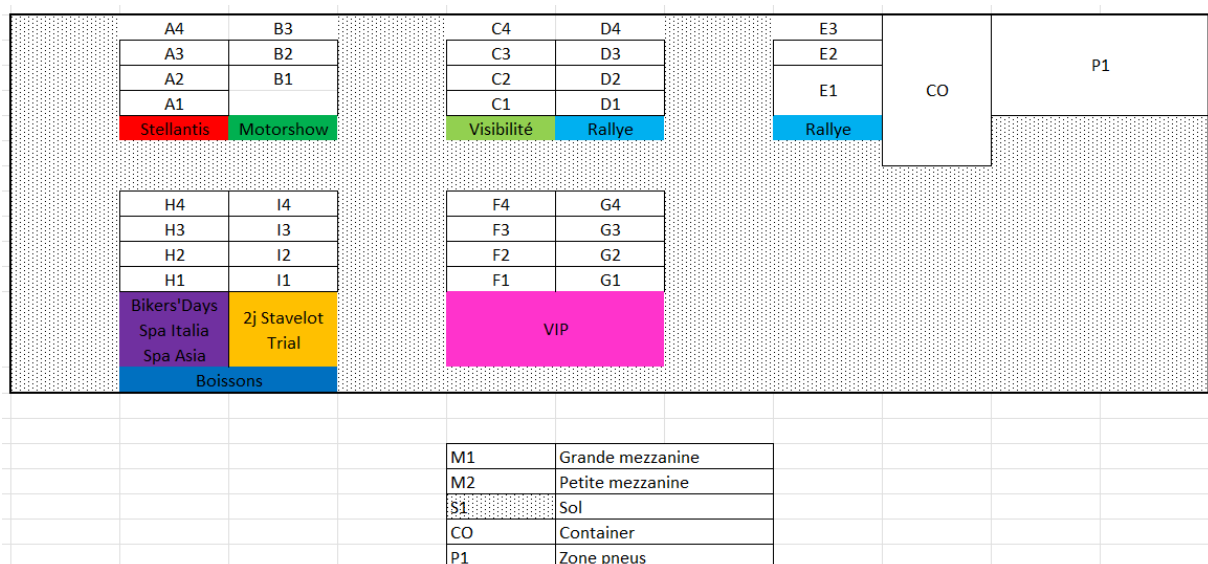 A4 B3 C4 D4 E3
A3 B2 C3 D3 E2
A2 B1 C2 D2 E1 CO P1
A1 C1 D1
Stellantis Motorshow Visibilité Rallye Rallye
H4 I4 F4 G4
H3 I3 F3 G3
H2 I2 F2 G2
H1 I1 F1 G1
Bikers'Days
Spa Italia
Spa Asia
2j Stavelot
Trial
VIP
Boissons
M1 Grande mezzanine
M2 Petite mezzanine
S1 Sol
CO Container
P1 Zone pneus